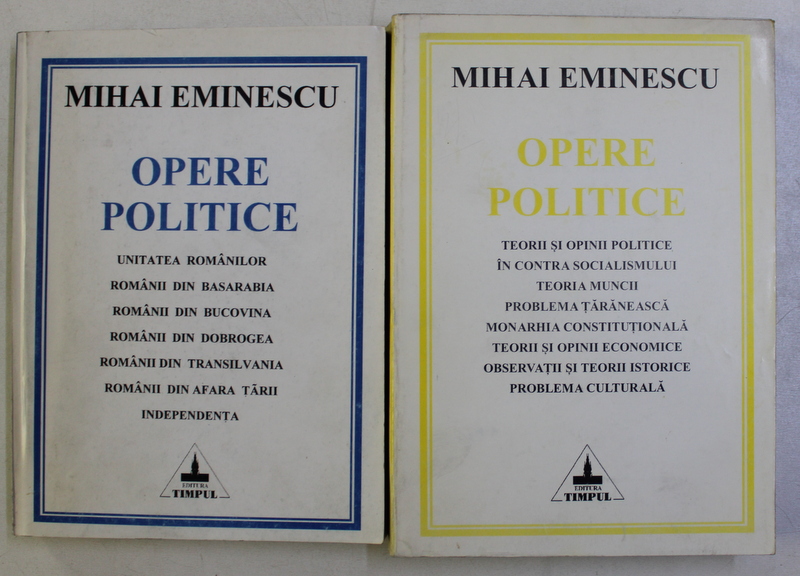 MIHAI EMINESCU
OPERE
POLITICE
UNITATEA ROMÂNILOR
ROMÂNII DIN BASARABIA
ROMÂNII DIN BUCOVINA
ROMÂNII DIN DOBROGEA
ROMÂNII DIN TRANSILVANIA
ROMÂNII DIN AFARA ȚĂRII
INDEPENDENȚA
EDITURA
TIMPUL
MIHAI EMINESCU
OPERE
POLITICE
TEORII ȘI OPINII POLITICE
ÎN CONTRA SOCIALISMULUI
TEORIA MUNCII
PROBLEMA ȚĂRĂNEASCĂ
MONARHIA CONSTITUȚIONALĂ
TEORII ȘI OPINII ECONOMICE
OBSERVAȚII ȘI TEORII ISTORICE
PROBLEMA CULTURALĂ
EDITURA
TIMPUL